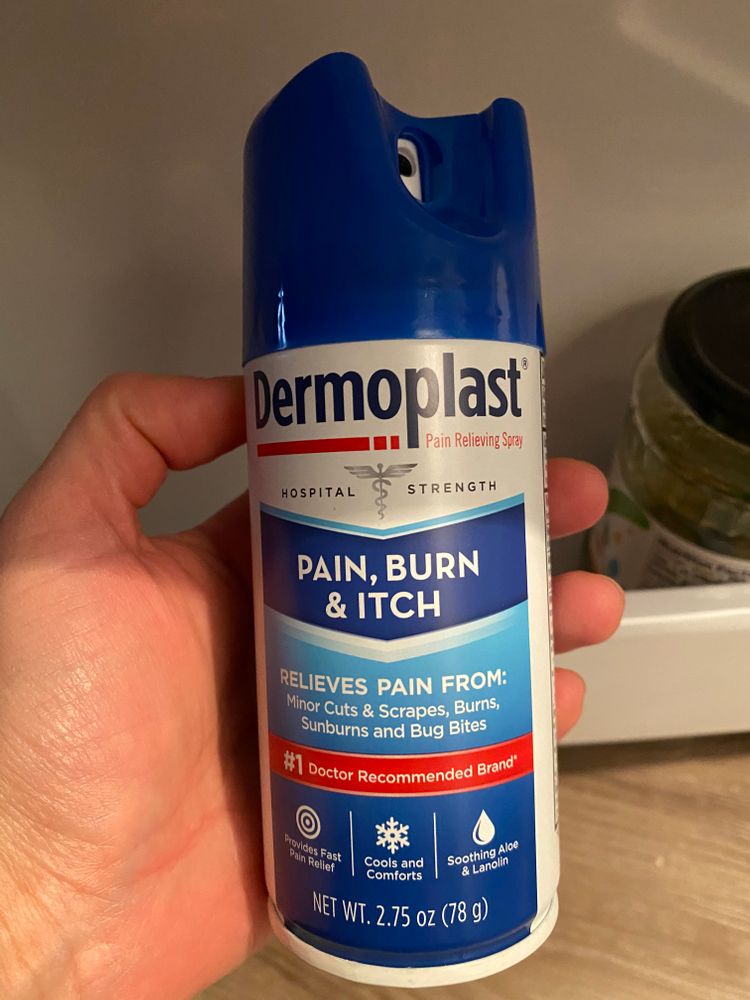 Dermoplast®
Pain Relieving Spray
HOSPITAL STRENGTH
PAIN, BURN
& ITCH
RELIEVES PAIN FROM:
Minor Cuts & Scrapes, Burns,
Sunburns and Bug Bites
#1 Doctor Recommended Brand*
Provides Fast
Pain Relief
Cools and
Comforts
Soothing Aloe
& Lanolin
NET WT. 2.75 oz (78 g)